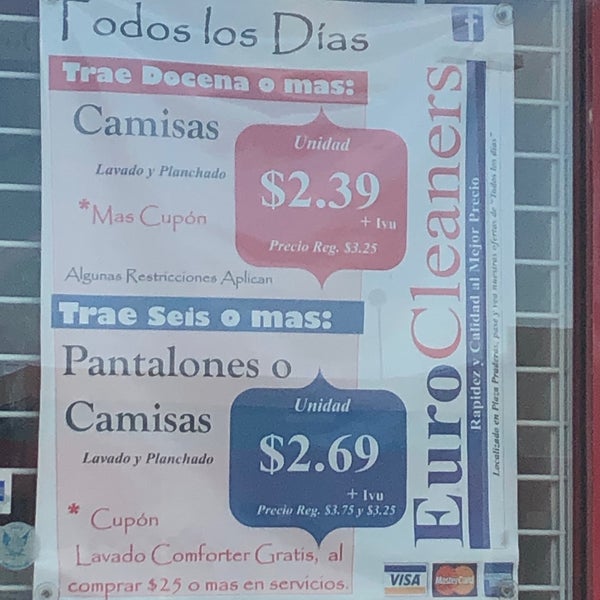 Todos los Días
Trae Docena o mas:
Camisas
Lavado y Planchado
*Mas Cupón
Unidad
$2.39
+ Ivu
Precio Reg. $3.25
Algunas Restricciones Aplican
Trae Seis o mas:
Pantalones o
Camisas
Lavado y Planchado
Unidad
$2.69
+ Ivu
Precio Reg. $3.75 y $3.25
* Cupón
Lavado Comforter Gratis, al
comprar $25 o mas en servicios.
f
EuroCleaners
Rapidez y Calidad al Mejor Precio
Localizado en Plaza Praderas, pase y vea nuestras ofertas de "Todos los dias"
VISA
MasterCard